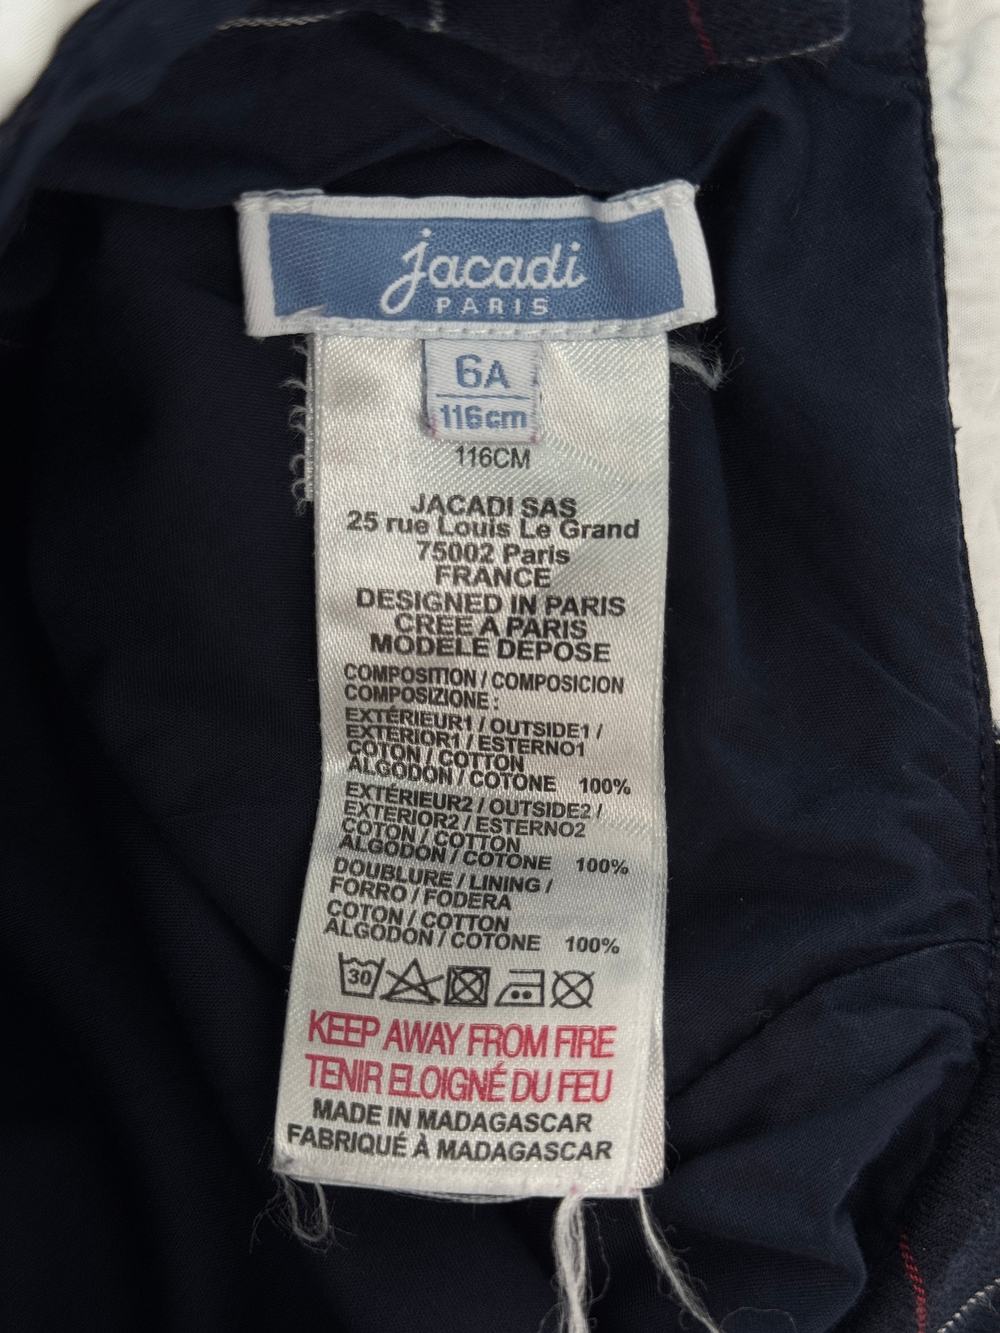 jacadi
PARIS
6A
116cm
116CM
JACADI SAS
25 rue Louis Le Grand
75002 Paris
FRANCE
DESIGNED IN PARIS
CREE A PARIS
MODELE DEPOSE
COMPOSITION / COMPOSICION
COMPOSIZIONE :
EXTÉRIEUR1 / OUTSIDE1 /
EXTERIOR1 / ESTERNO1
COTON / COTTON
ALGODON / COTONE 100%
EXTÉRIEUR2 / OUTSIDE2 /
EXTERIOR2 / ESTERNO2
COTON / COTTON
ALGODON / COTONE 100%
DOUBLURE / LINING /
FORRO / FODERA
COTON / COTTON
ALGODON / COTONE 100%
30
KEEP AWAY FROM FIRE
TENIR ELOIGNÉ DU FEU
MADE IN MADAGASCAR
FABRIQUÉ À MADAGASCAR